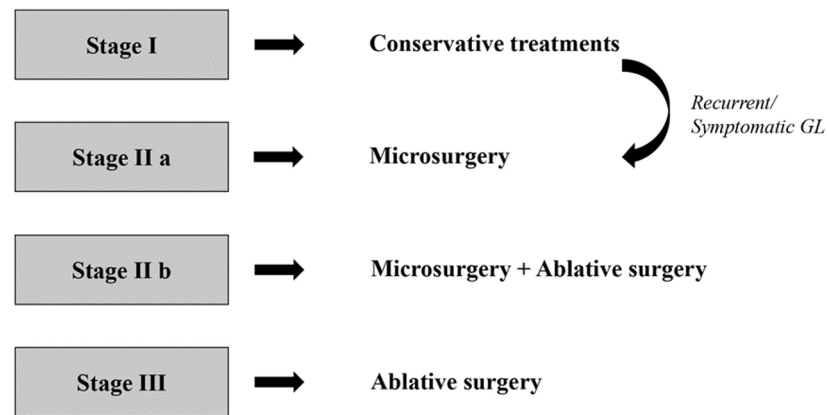 Stage I
Conservative treatments
Recurrent/
Symptomatic GL
Stage II a
Microsurgery
Stage II b
Microsurgery + Ablative surgery
Stage III
Ablative surgery